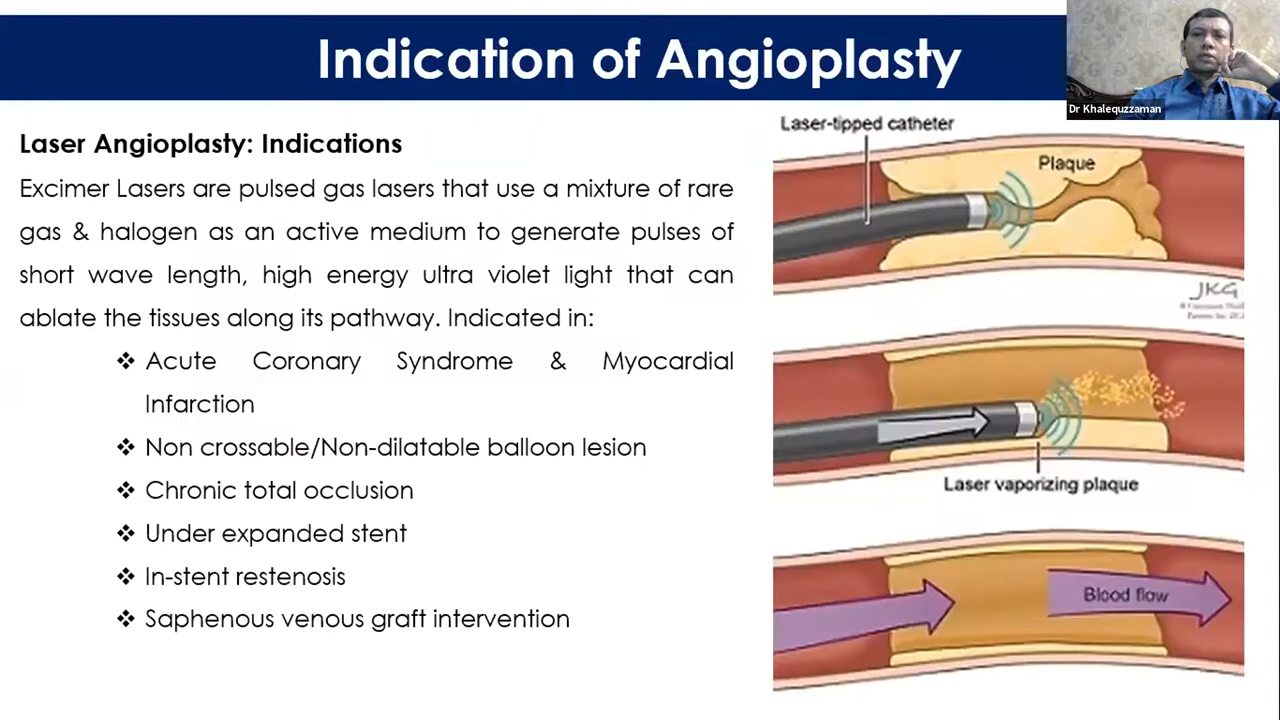 Indication of Angioplasty
Dr Khalequzzaman
Laser Angioplasty: Indications
Excimer Lasers are pulsed gas lasers that use a mixture of rare
gas & halogen as an active medium to generate pulses of
short wave length, high energy ultra violet light that can
ablate the tissues along its pathway. Indicated in:
❖ Acute Coronary Syndrome & Myocardial
Infarction
❖ Non crossable/Non-dilatable balloon lesion
❖ Chronic total occlusion
❖ Under expanded stent
❖ In-stent restenosis
❖ Saphenous venous graft intervention
Laser-tipped catheter
Plaque
JKG
Laser vaporizing plaque
Blood flow